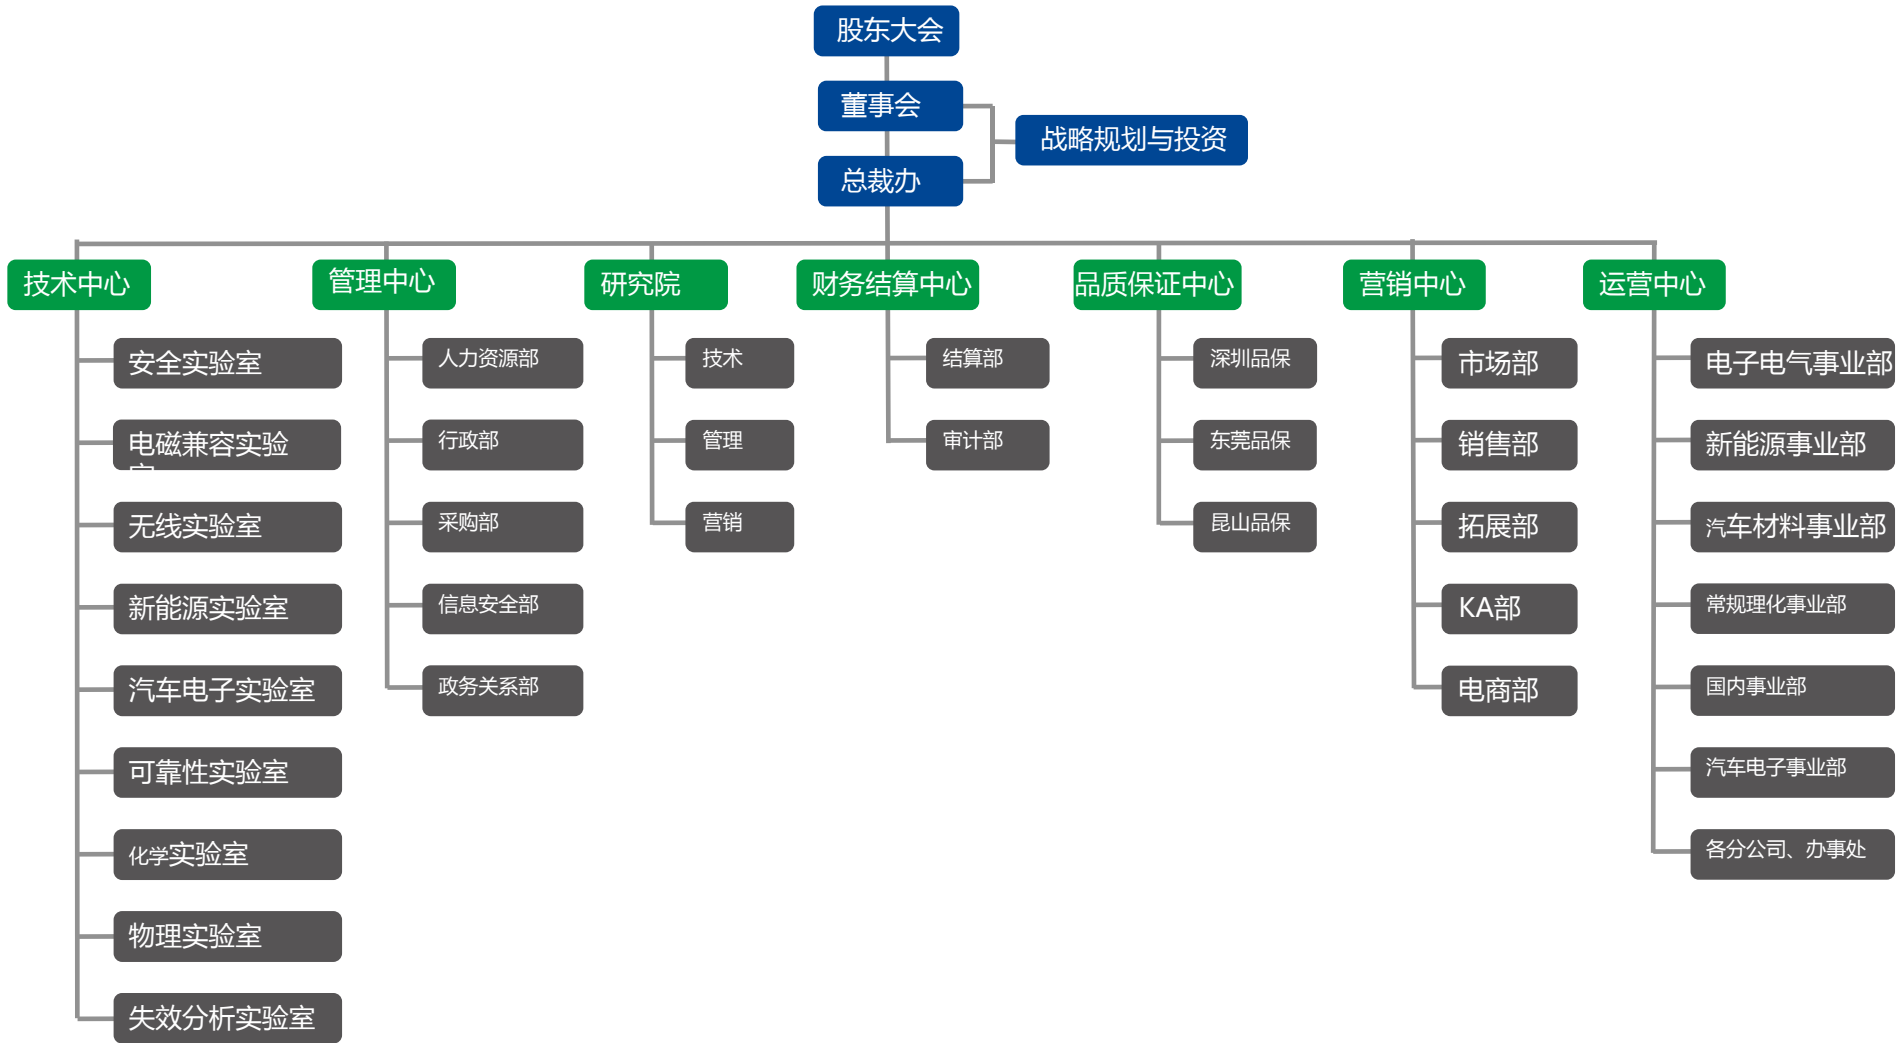 股东大会
董事会
战略规划与投资
总裁办
技术中心
管理中心
研究院
财务结算中心
品质保证中心
营销中心
运营中心
安全实验室
电磁兼容实验
室
无线实验室
新能源实验室
汽车电子实验室
可靠性实验室
化学实验室
物理实验室
失效分析实验室
人力资源部
行政部
采购部
信息安全部
政务关系部
技术
管理
营销
结算部
审计部
深圳品保
东莞品保
昆山品保
市场部
销售部
拓展部
KA部
电商部
电子电气事业部
新能源事业部
汽车材料事业部
常规理化事业部
国内事业部
汽车电子事业部
各分公司、办事处